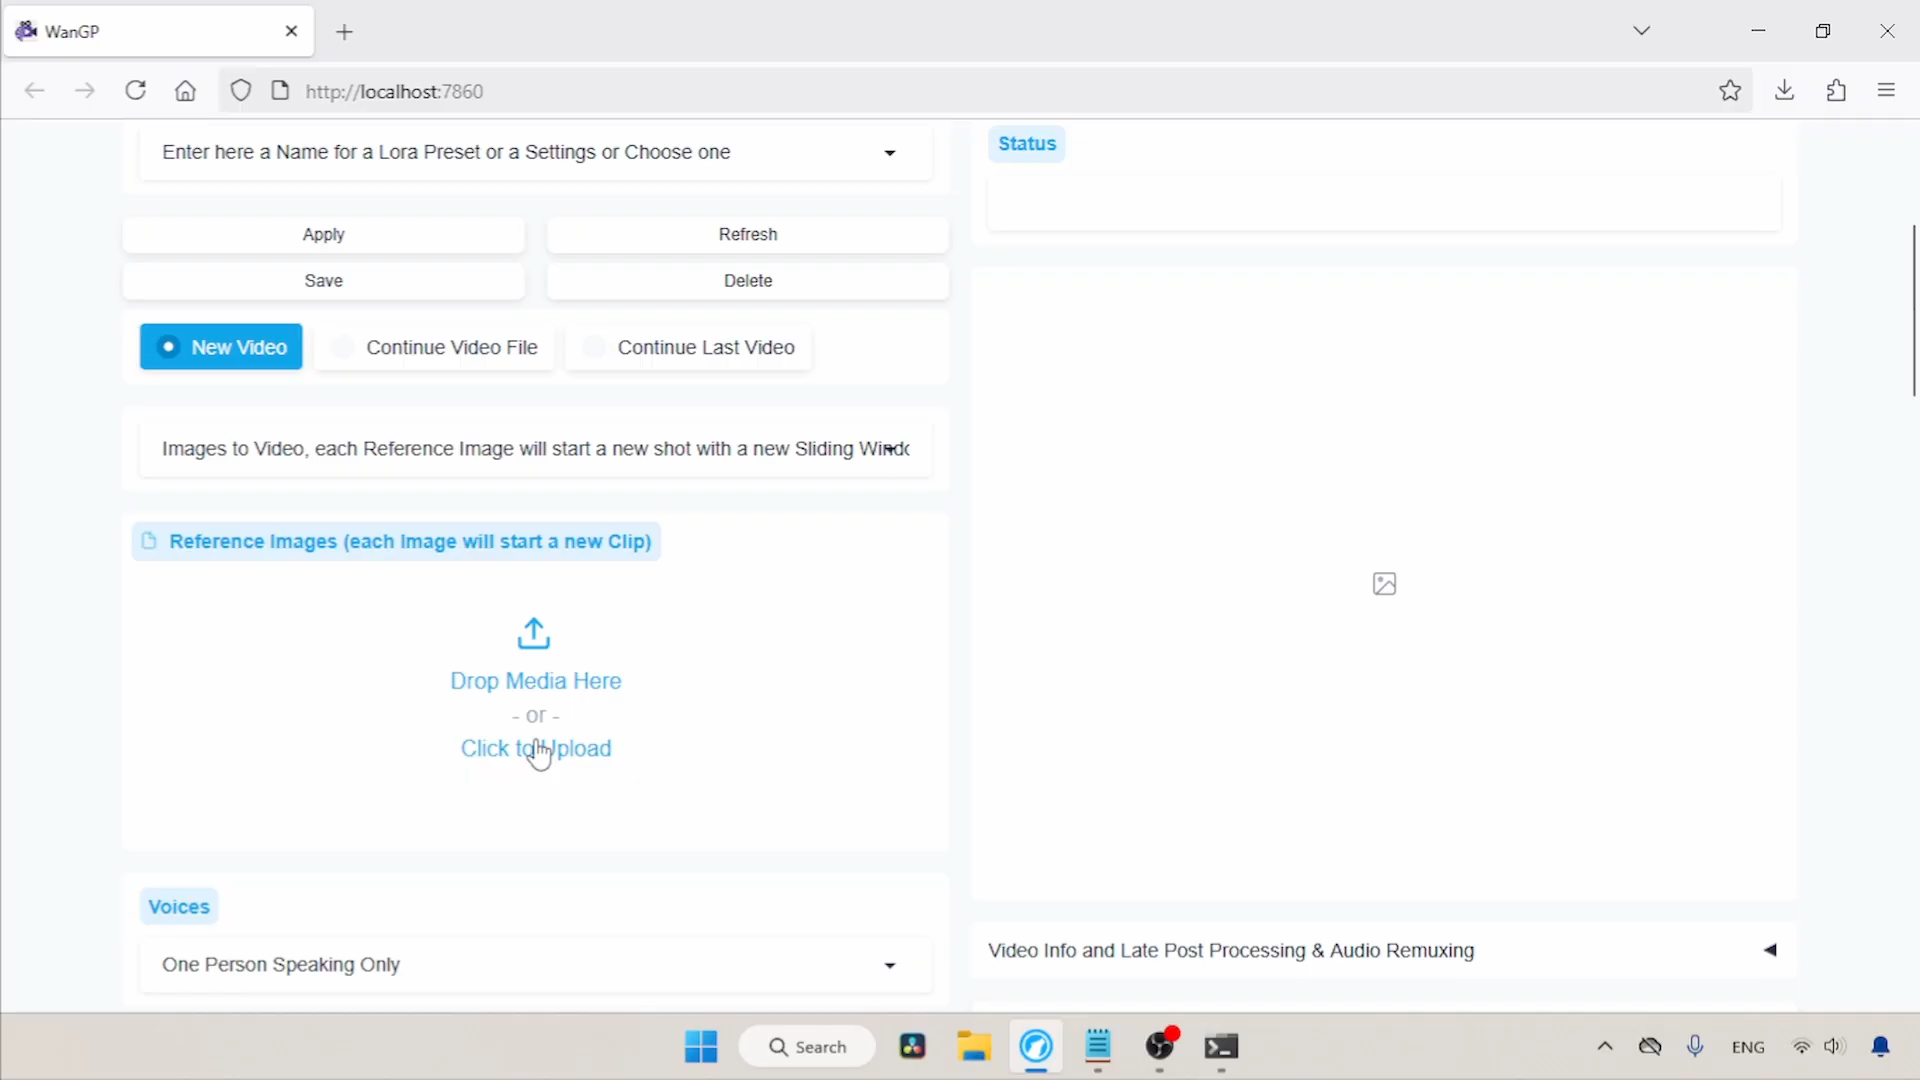 WanGP
http://localhost:7860
Enter here a Name for a Lora Preset or a Settings or Choose one
Apply
Refresh
Save
Delete
New Video
Continue Video File
Continue Last Video
Images to Video, each Reference Image will start a new shot with a new Sliding Windo
Reference Images (each Image will start a new Clip)
Drop Media Here
- or -
Click to Upload
Voices
One Person Speaking Only
Status
Video Info and Late Post Processing & Audio Remuxing
Search
ENG